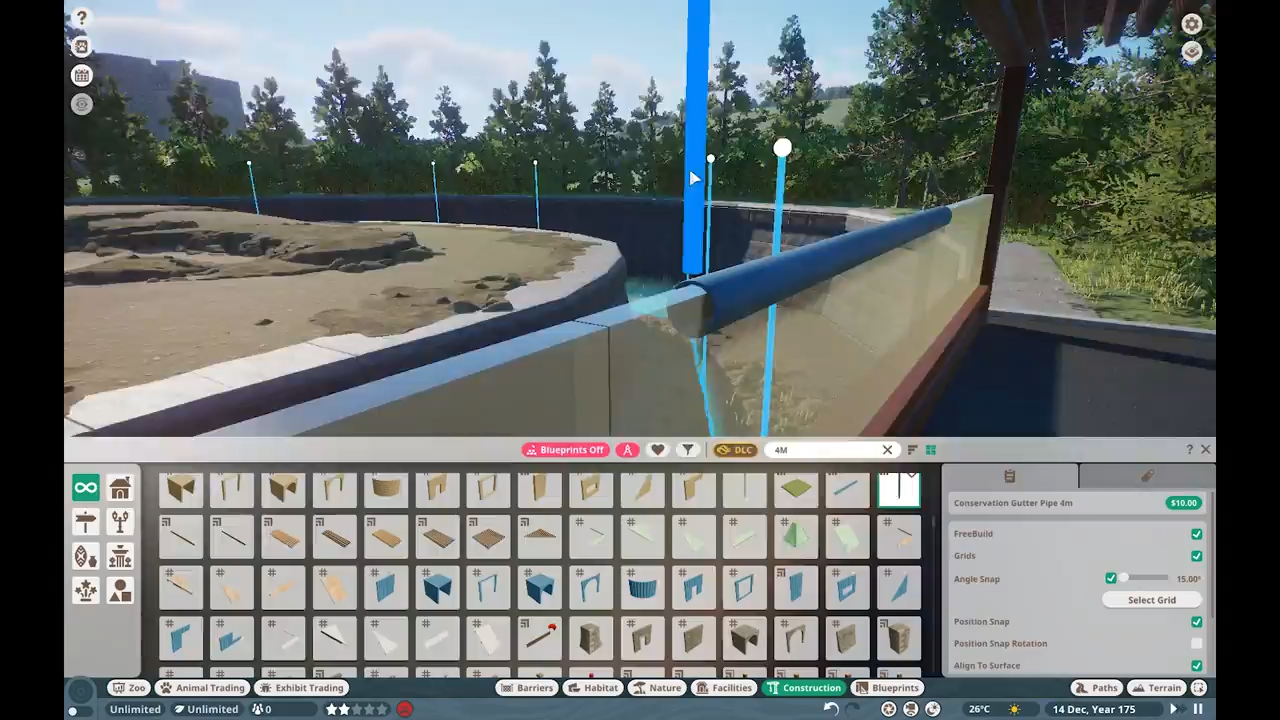 ?
Blueprints Off
DLC
4M
?
Conservation Gutter Pipe 4m
$10.00
FreeBuild
Grids
Angle Snap
15.00°
Select Grid
Position Snap
Position Snap Rotation
Align To Surface
Zoo
Animal Trading
Exhibit Trading
Barriers
Habitat
Nature
Facilities
Construction
Blueprints
Paths
Terrain
Unlimited
Unlimited
0
26°C
14 Dec, Year 175